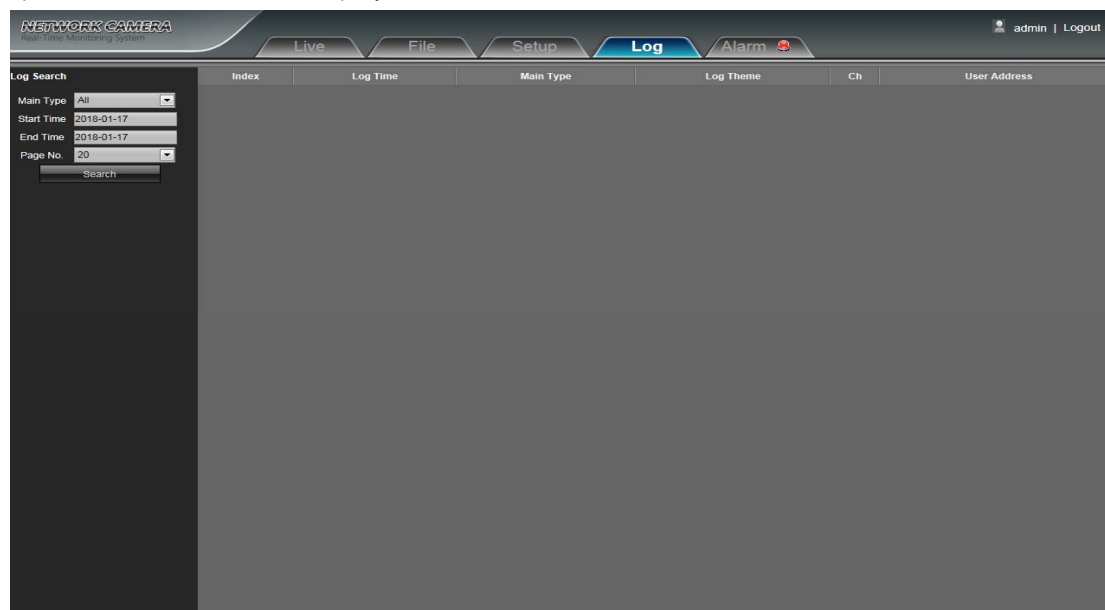 NETWORK CAMERA
Real-Time Monitoring System
admin | Logout
Live File Setup Log Alarm
Log Search
Index Log Time Main Type Log Theme Ch User Address
Main Type All
Start Time 2018-01-17
End Time 2018-01-17
Page No. 20
Search